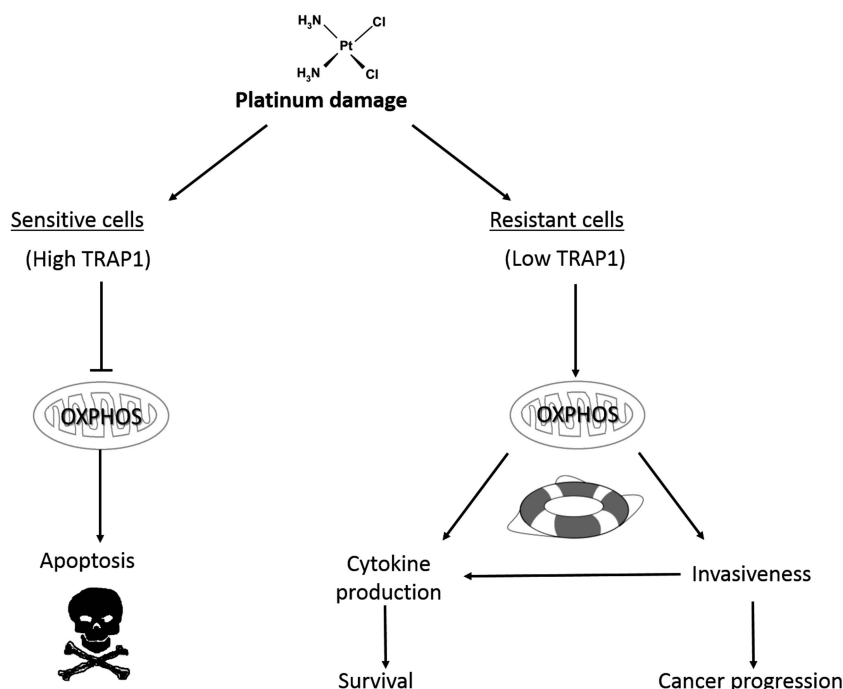 H3N Cl
Pt
H3N Cl
Platinum damage
Sensitive cells
(High TRAP1)
OXPHOS
Apoptosis
Resistant cells
(Low TRAP1)
OXPHOS
Cytokine
production
Invasiveness
Survival
Cancer progression